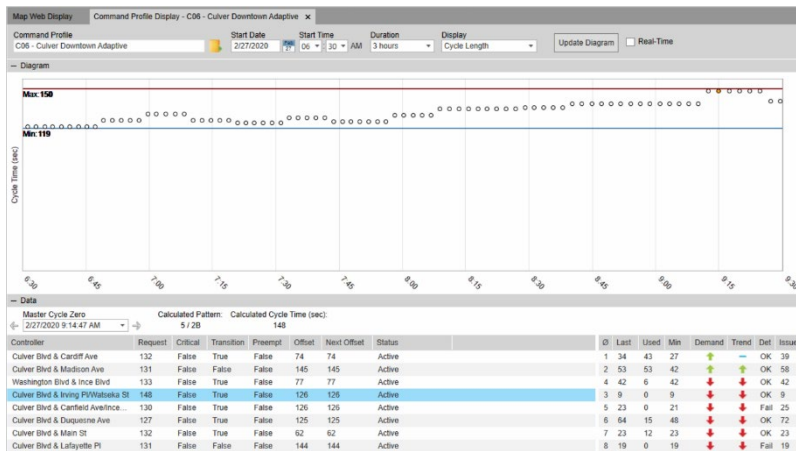 Map Web Display Command Profile Display - C06 - Culver Downtown Adaptive x
Command Profile Start Date Start Time Duration Display
C06 - Culver Downtown Adaptive 2/27/2020 06 : 30 AM 3 hours Cycle Length Update Diagram Real-Time
Diagram
Max:150
Min:119
Cycle Time (sec)
6:30 6:45 7:00 7:15 7:30 7:45 8:00 8:15 8:30 8:45 9:00 9:15 9:30
Data
Master Cycle Zero Calculated Pattern: Calculated Cycle Time (sec):
2/27/2020 9:14:47 AM 5 / 2B 148
Controller Request Critical Transition Preempt Offset Next Offset Status Ø Last Used Min Demand Trend Det Issue
Culver Blvd & Cardiff Ave 132 False True False 74 74 Active 1 34 43 27 OK 39
Culver Blvd & Madison Ave 131 False False False 145 145 Active 2 53 53 42 OK 58
Washington Blvd & Ince Blvd 133 False True False 77 77 Active 4 42 6 42 OK 42
Culver Blvd & Irving Pl/Watseka St 148 False True False 126 126 Active 3 9 0 9 OK 9
Culver Blvd & Canfield Ave/Ince... 130 False True False 126 126 Active 5 23 0 21 Fail 25
Culver Blvd & Duquesne Ave 127 False True False 125 125 Active 6 64 15 48 OK 72
Culver Blvd & Main St 132 False True False 62 62 Active 7 23 12 23 OK 23
Culver Blvd & Lafayette Pl 131 False False False 144 144 Active 8 19 0 19 Fail 19